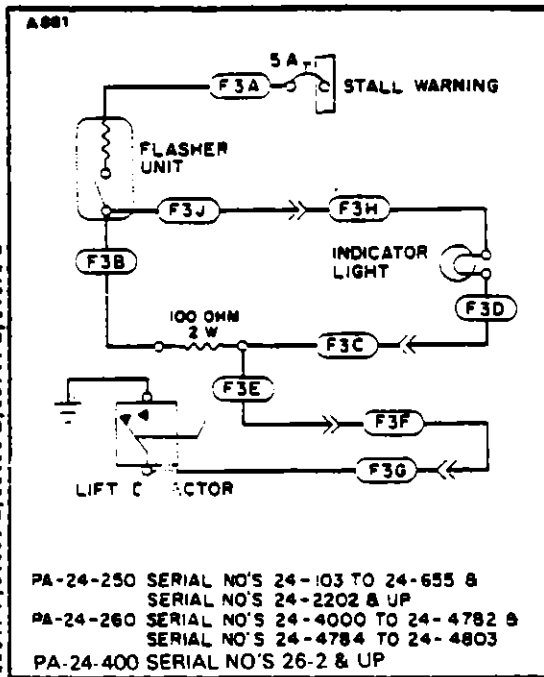 A881
5 A
F3A
STALL WARNING
FLASHER
UNIT
F3J
F3H
F3B
INDICATOR
LIGHT
F3D
100 OHM
2 W
F3C
F3E
F3F
F3G
LIFT
PA-24-250 SERIAL NO'S 24-103 TO 24-655 &
SERIAL NO'S 24-2202 & UP
PA-24-260 SERIAL NO'S 24-4000 TO 24-4782 &
SERIAL NO'S 24-4784 TO 24-4803
PA-24-400 SERIAL NO'S 26-2 & UP